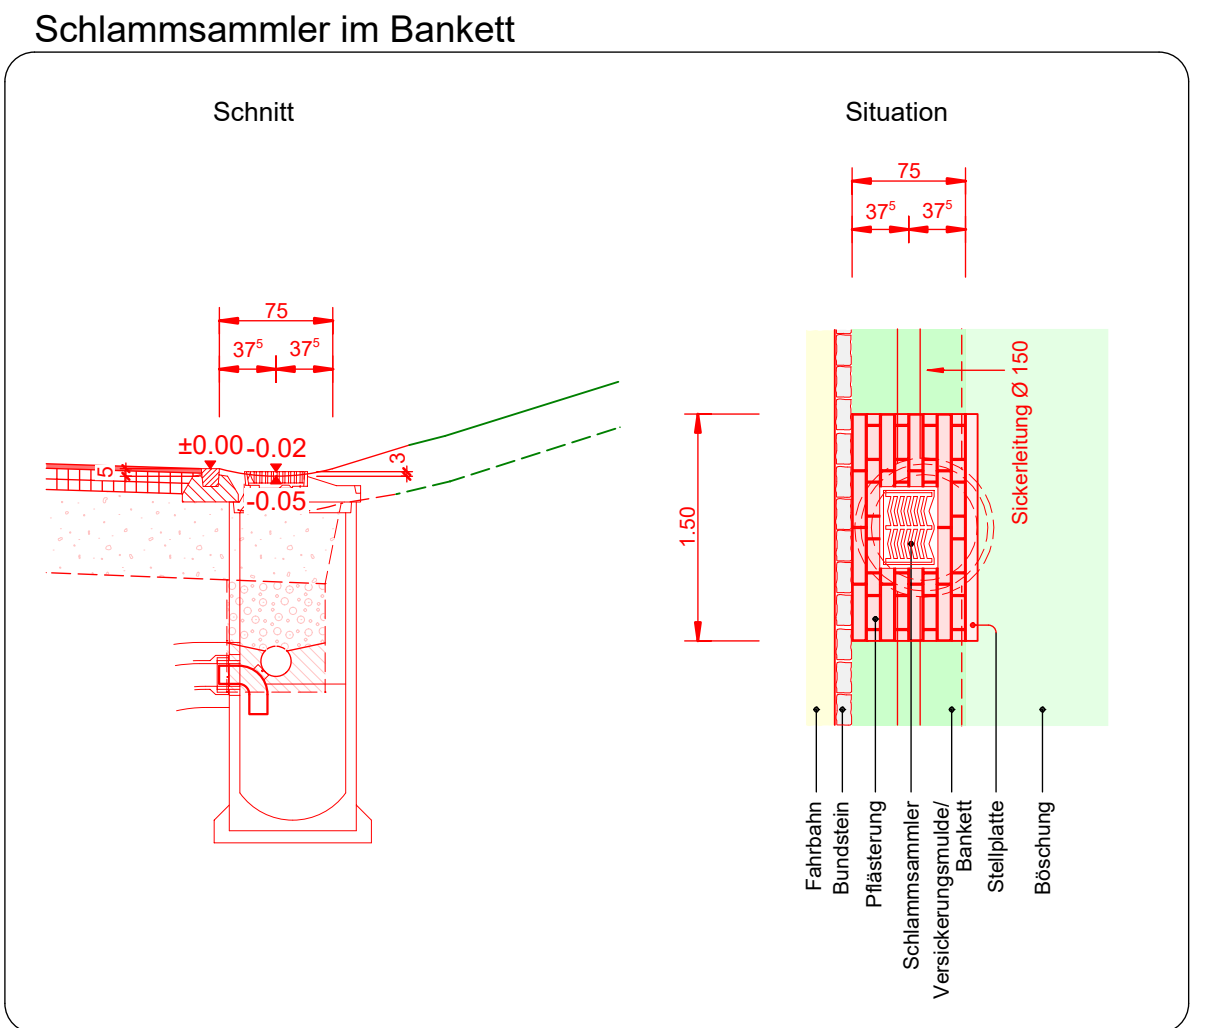 Schlammsammler im Bankett
Schnitt
Situation
75
37⁵ 37⁵
75
37⁵ 37⁵
±0.00 -0.02
5
3
-0.05
1.50
Sickerleitung Ø 150
Fahrbahn
Bundstein
Pflästerung
Schlammsammler
Versickerungsmulde/
Bankett
Stellplatte
Böschung